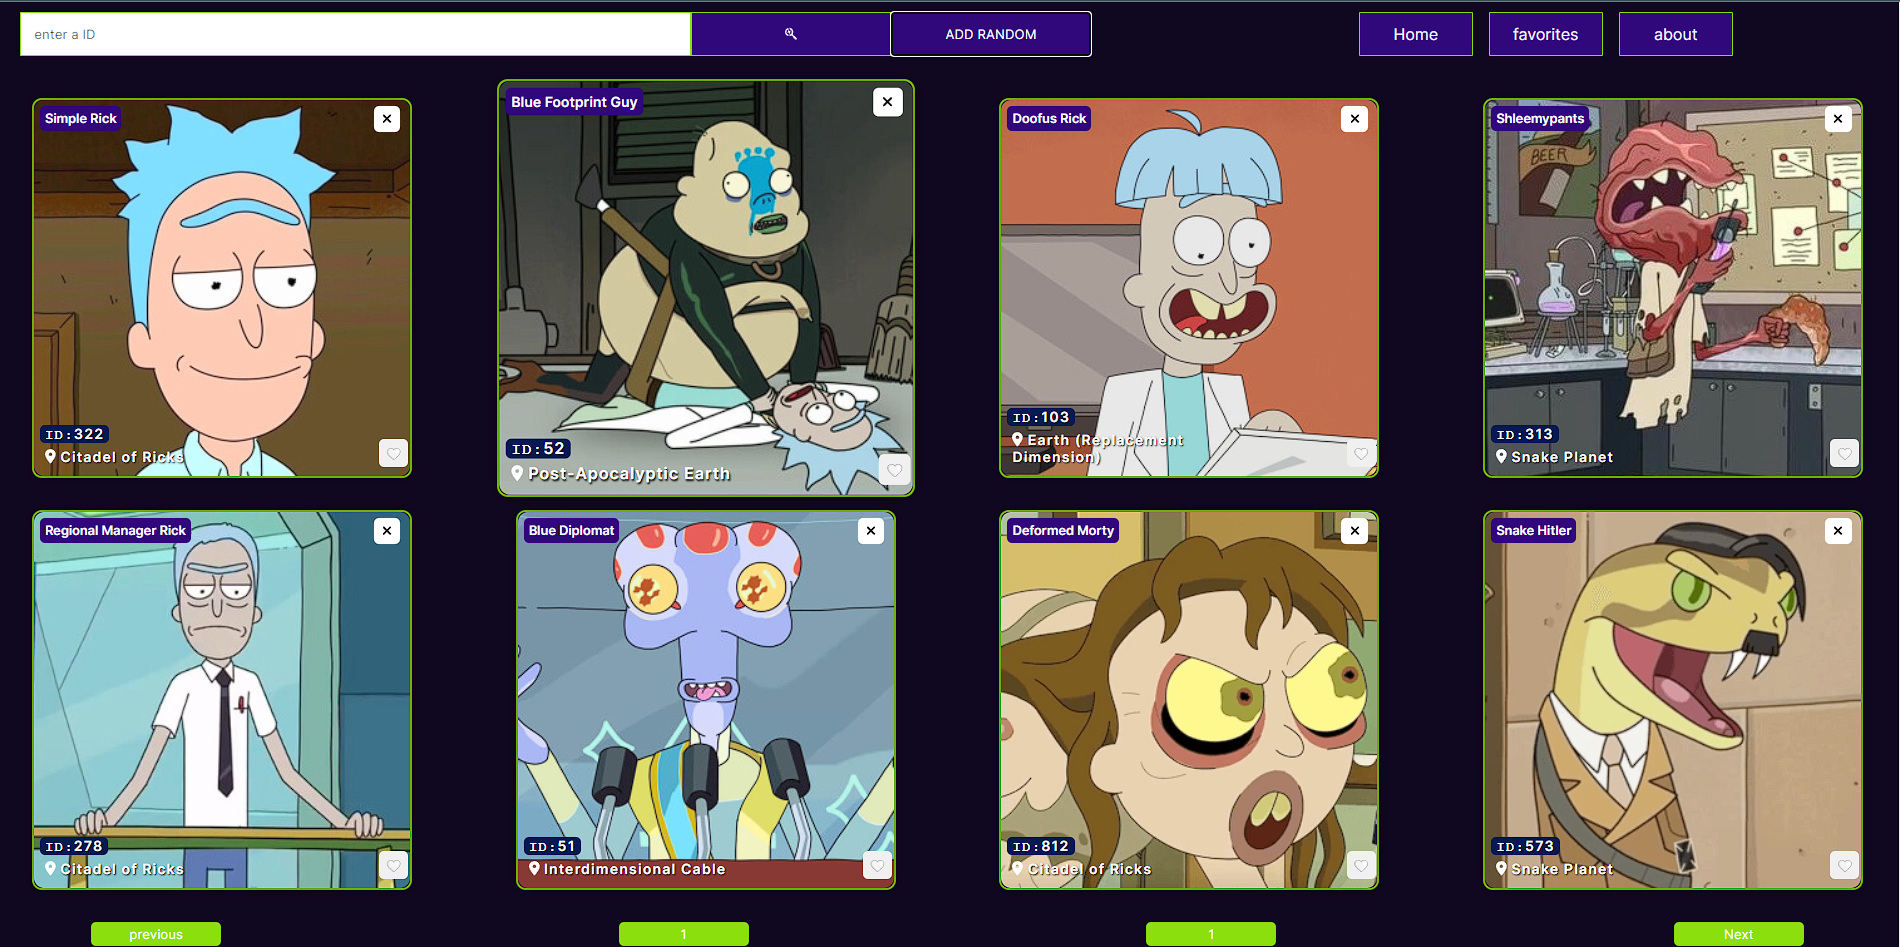 enter a ID
ADD RANDOM
Home
favorites
about
Simple Rick
ID:322
Citadel of Ricks
Blue Footprint Guy
ID:52
Post-Apocalyptic Earth
Doofus Rick
ID:103
Earth (Replacement
Dimension)
Shleemypants
BEER
ID:313
Snake Planet
Regional Manager Rick
ID:278
Citadel of Ricks
Blue Diplomat
ID:51
Interdimensional Cable
Deformed Morty
ID:812
Citadel of Ricks
Snake Hitler
ID:573
Snake Planet
previous
1
1
Next